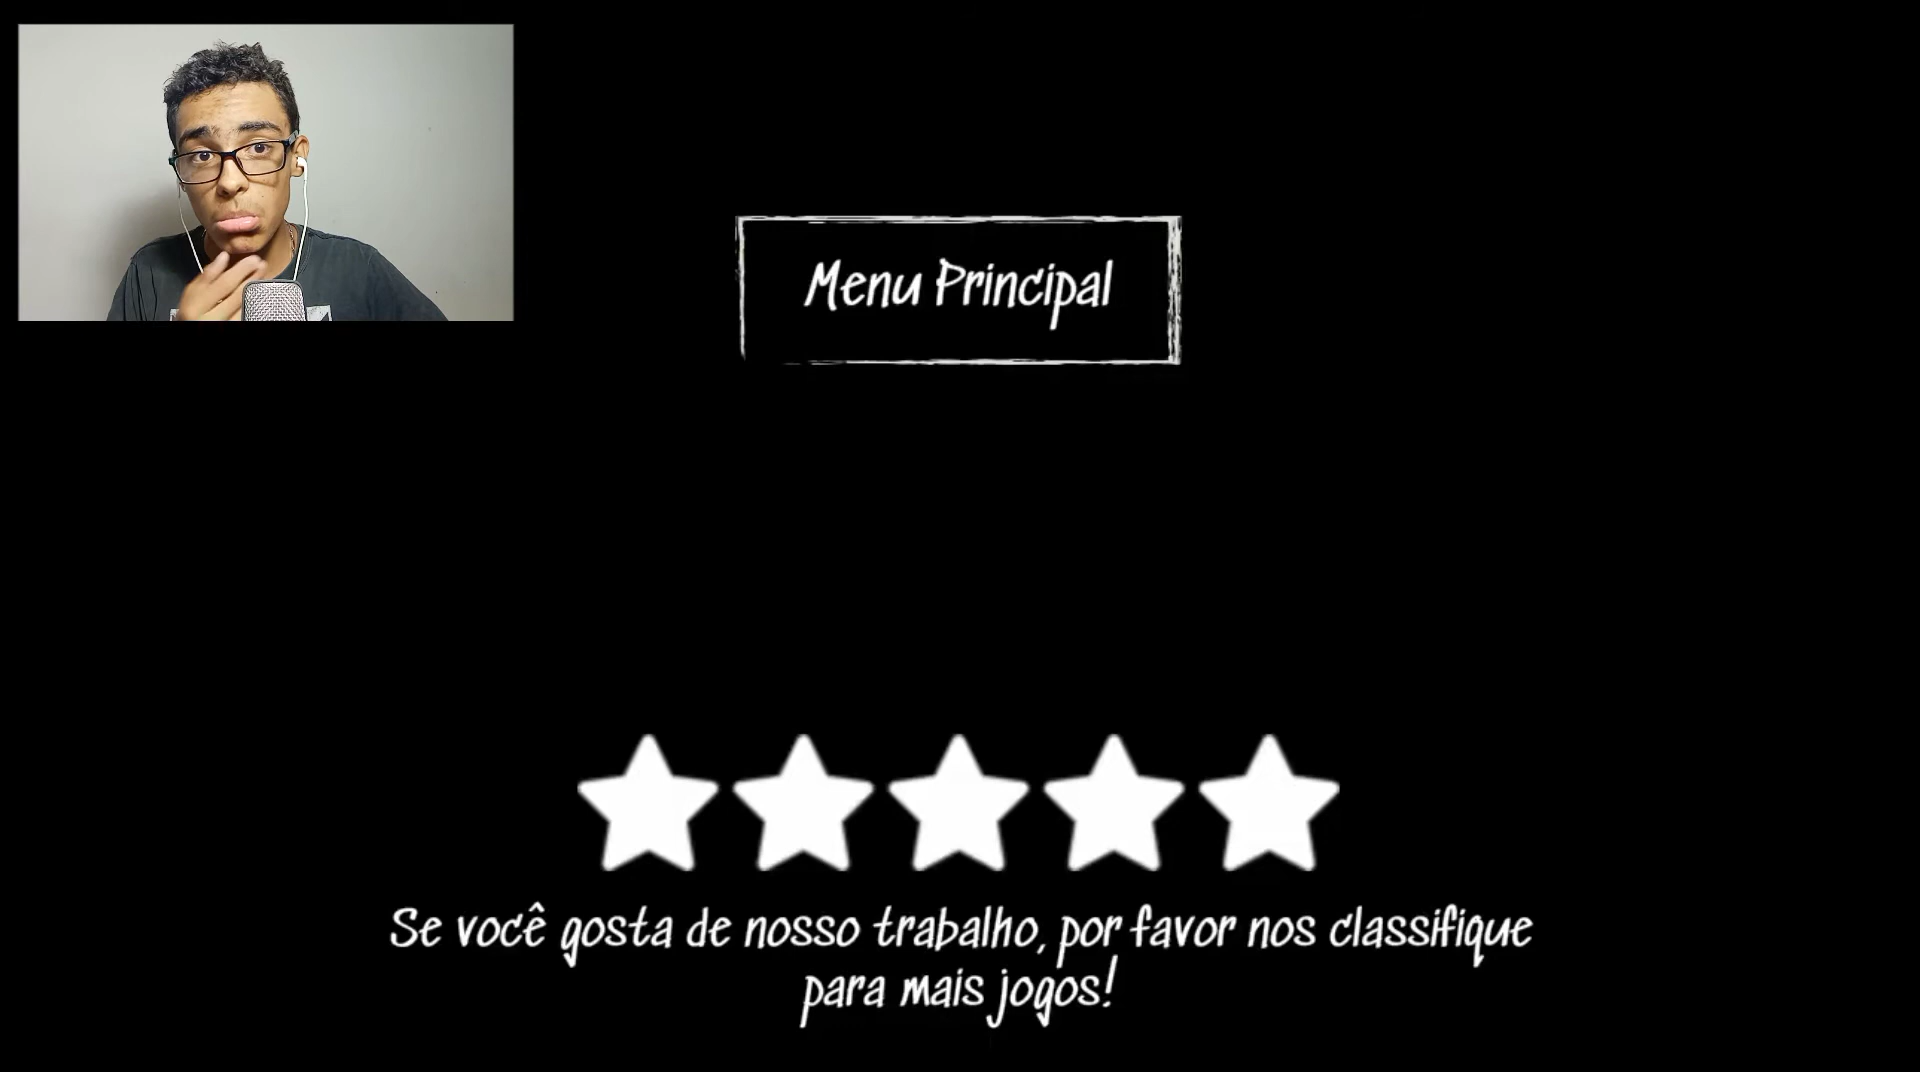 Menu Principal
Se você gosta de nosso trabalho, por favor nos classifique
para mais jogos!